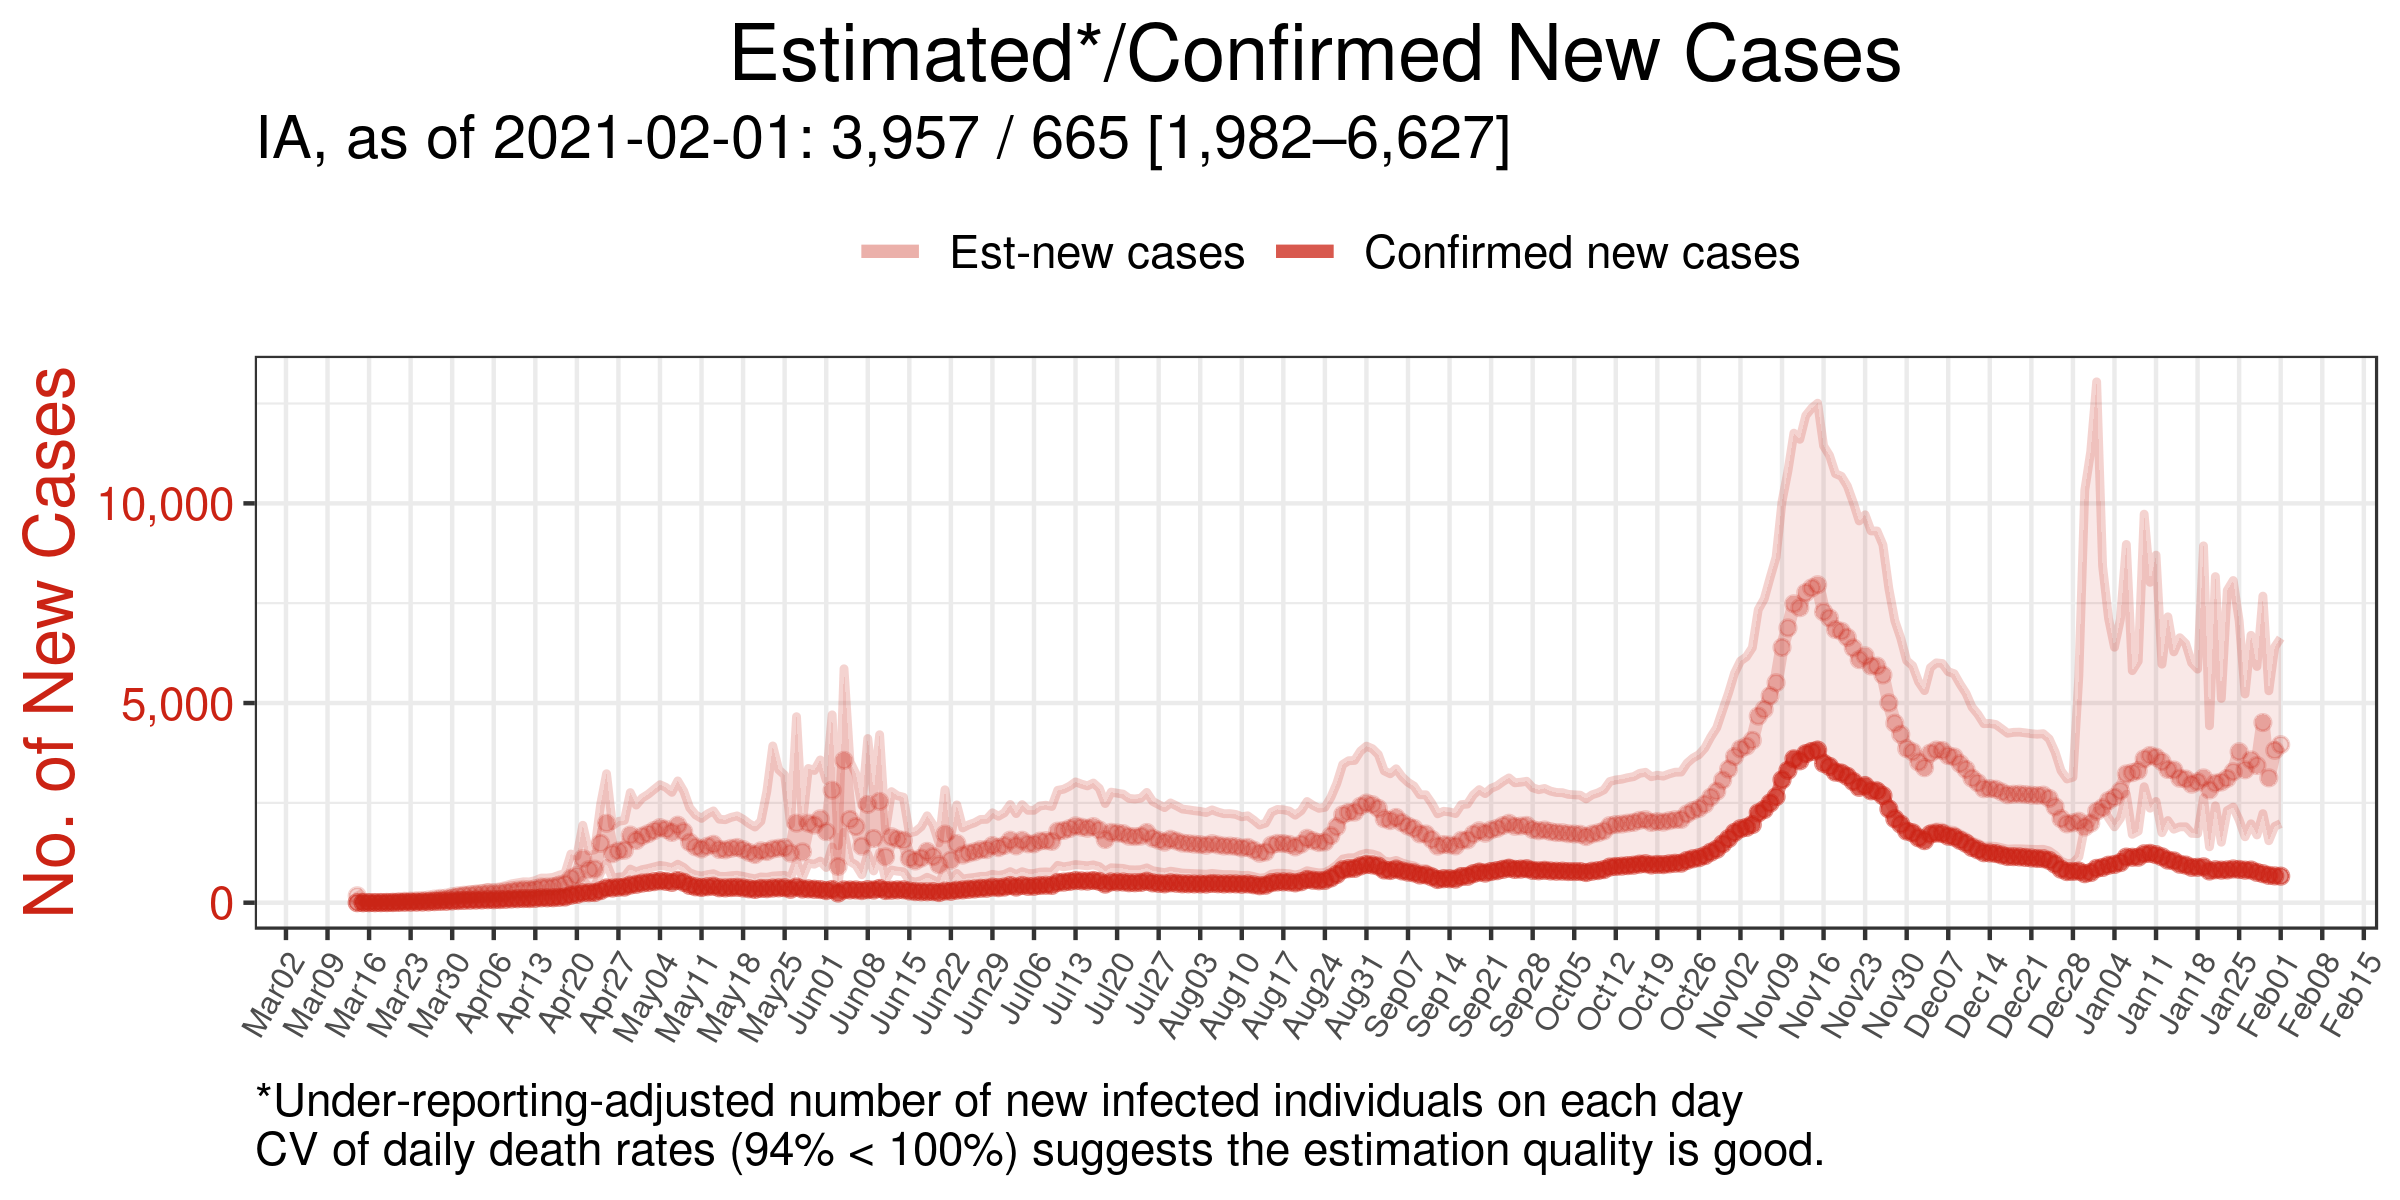 Estimated*/Confirmed New Cases
IA, as of 2021-02-01: 3,957 / 665 [1,982–6,627]
Est-new cases Confirmed new cases
No. of New Cases
10,000
5,000
0
Mar02 Mar09 Mar16 Mar23 Mar30 Apr06 Apr13 Apr20 Apr27 May04 May11 May18 May25 Jun01 Jun08 Jun15 Jun22 Jun29 Jul06 Jul13 Jul20 Jul27 Aug03 Aug10 Aug17 Aug24 Aug31 Sep07 Sep14 Sep21 Sep28 Oct05 Oct12 Oct19 Oct26 Nov02 Nov09 Nov16 Nov23 Nov30 Dec07 Dec14 Dec21 Dec28 Jan04 Jan11 Jan18 Jan25 Feb01 Feb08 Feb15
*Under-reporting-adjusted number of new infected individuals on each day
CV of daily death rates (94% < 100%) suggests the estimation quality is good.